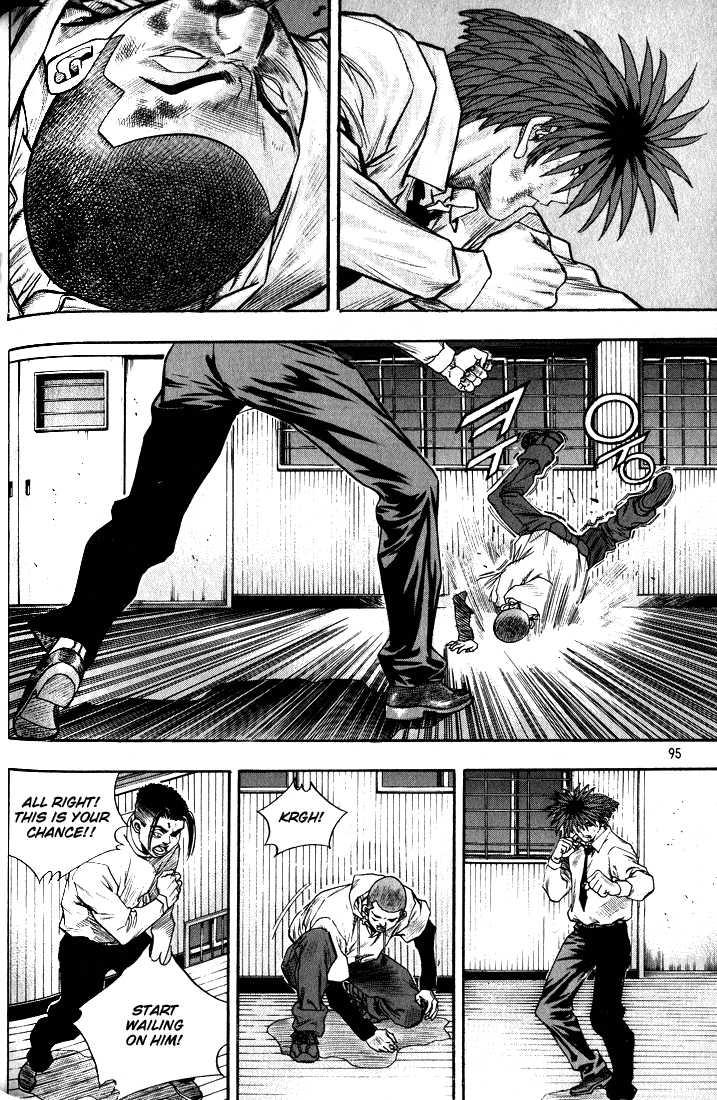 95
ALL RIGHT!
THIS IS YOUR
CHANCE!!
START
WAILING
ON HIM!
KRGH!